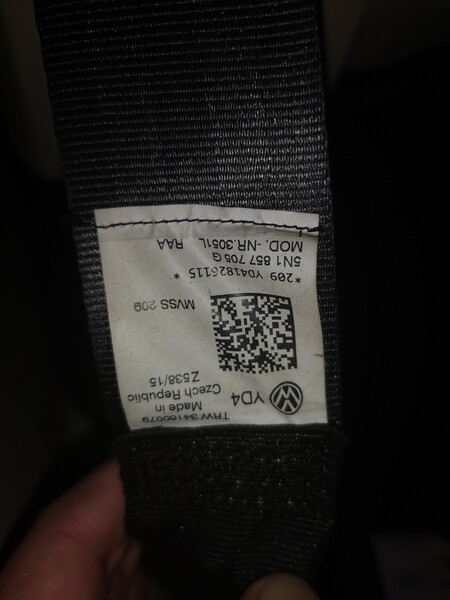 TRW 34160079
YD4
Made in
Czech Republic
Z538/15
MVSS 209
*209 YD41826115 *
5N1 857 705 G
MOD. -NR.3051L RAA